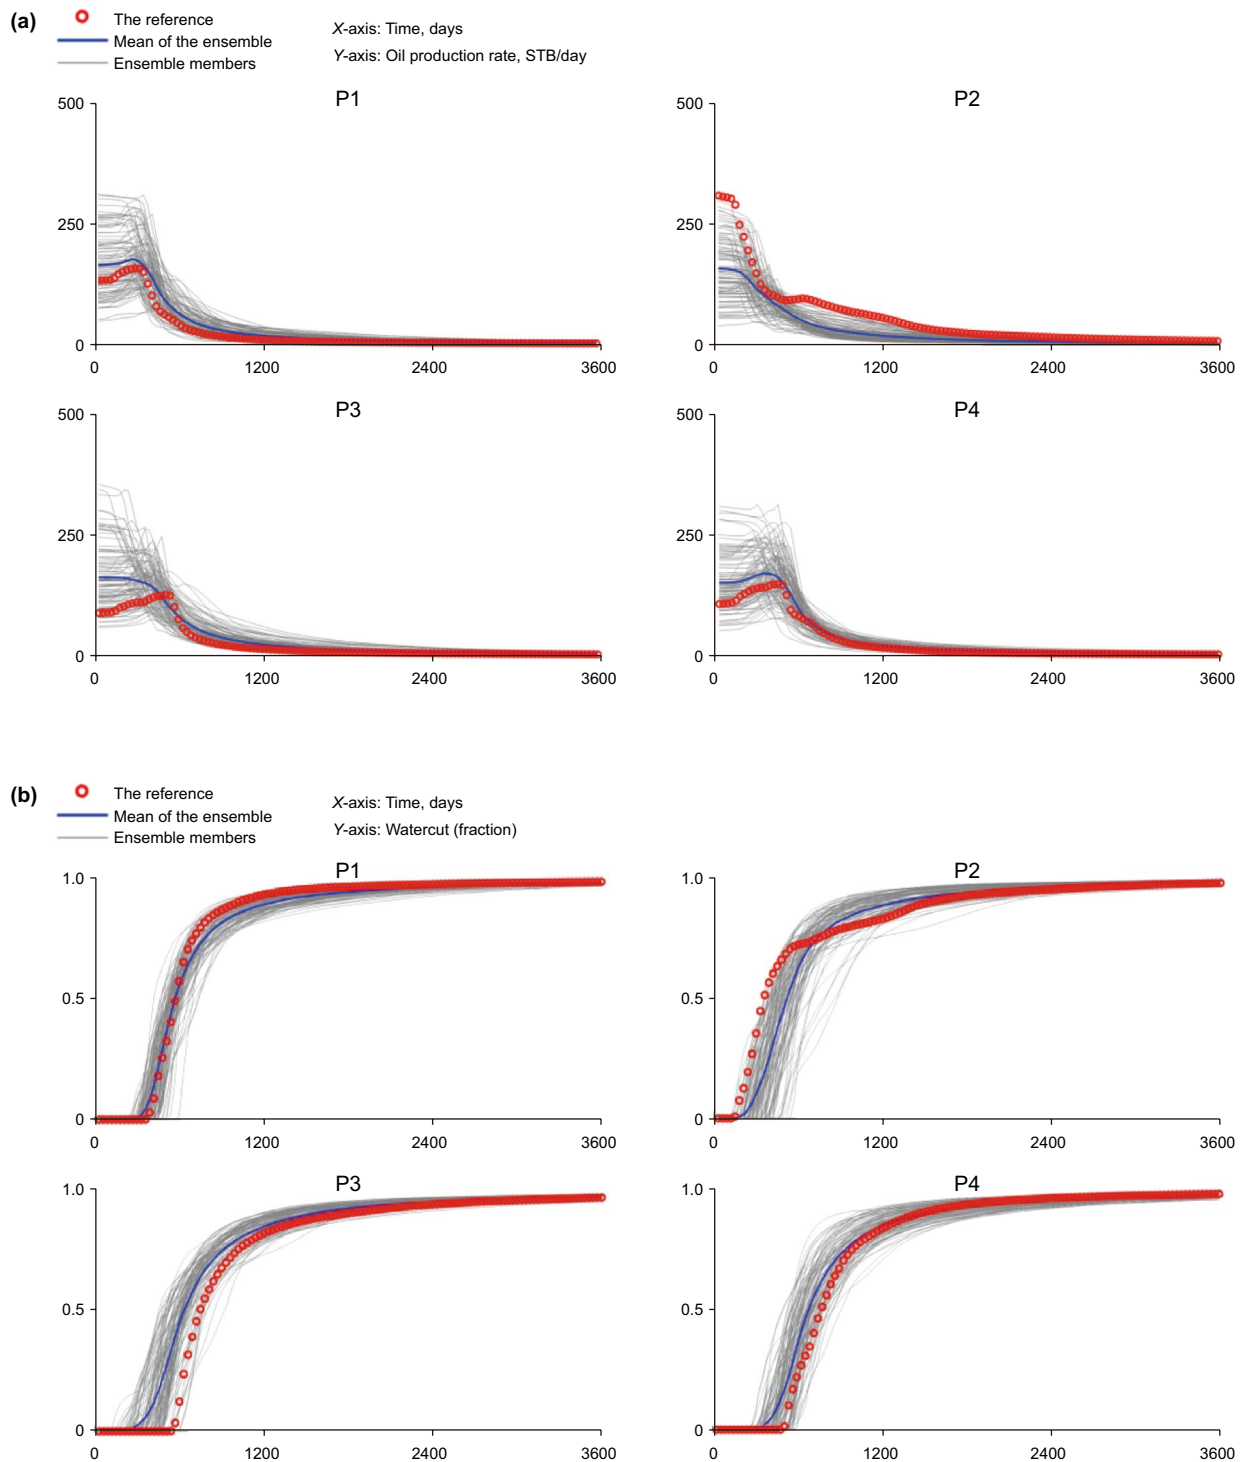 (a)
The reference
Mean of the ensemble
Ensemble members
X-axis: Time, days
Y-axis: Oil production rate, STB/day
P1
500
250
0
0 1200 2400 3600
P2
500
250
0
0 1200 2400 3600
P3
500
250
0
0 1200 2400 3600
P4
500
250
0
0 1200 2400 3600
(b)
The reference
Mean of the ensemble
Ensemble members
X-axis: Time, days
Y-axis: Watercut (fraction)
P1
1.0
0.5
0
0 1200 2400 3600
P2
1.0
0.5
0
0 1200 2400 3600
P3
1.0
0.5
0
0 1200 2400 3600
P4
1.0
0.5
0
0 1200 2400 3600